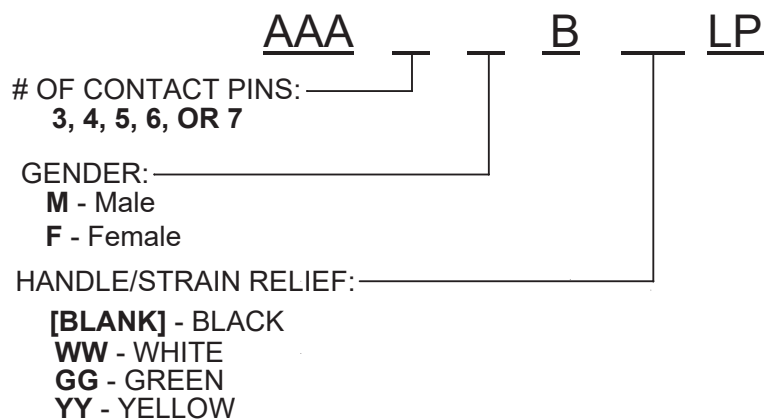 AAA _ _ B __ LP
# OF CONTACT PINS:
3, 4, 5, 6, OR 7
GENDER:
M - Male
F - Female
HANDLE/STRAIN RELIEF:
[BLANK] - BLACK
WW - WHITE
GG - GREEN
YY - YELLOW